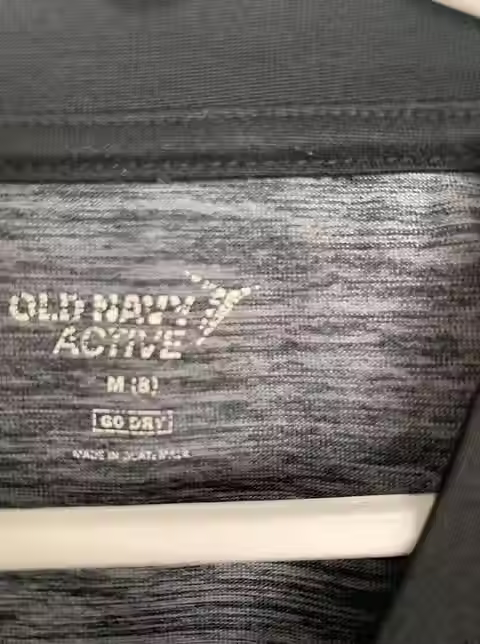 OLD NAVY
ACTIVE
M (8)
GO DRY
MADE IN GUATEMALA